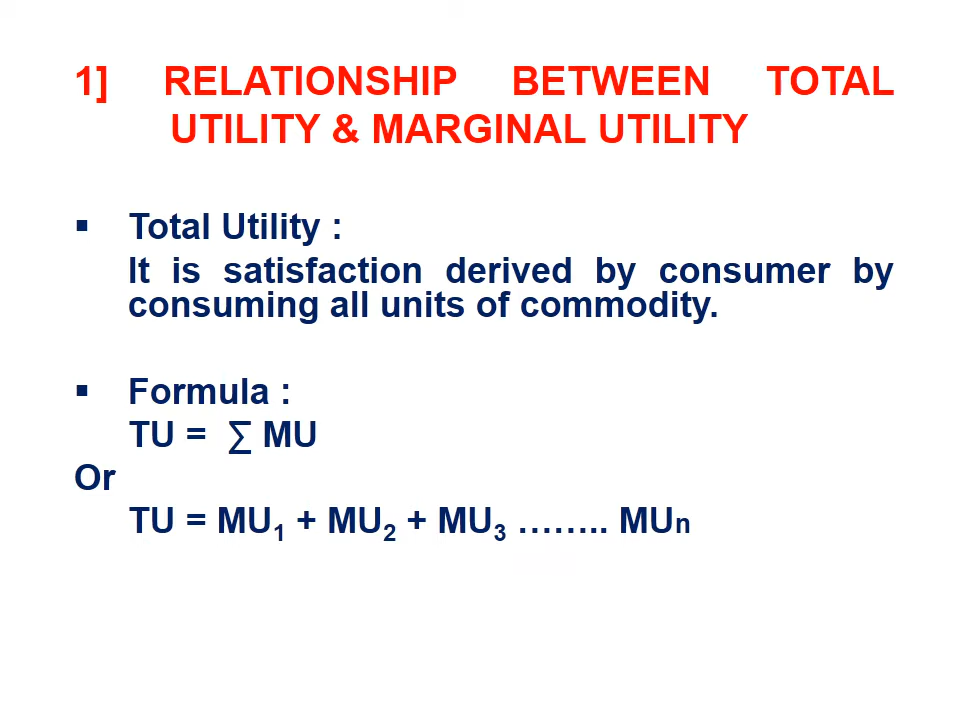 1] RELATIONSHIP BETWEEN TOTAL
UTILITY & MARGINAL UTILITY
▪ Total Utility :
It is satisfaction derived by consumer by
consuming all units of commodity.
▪ Formula :
TU = ∑ MU
Or
TU = MU₁ + MU₂ + MU₃ …….. MUn